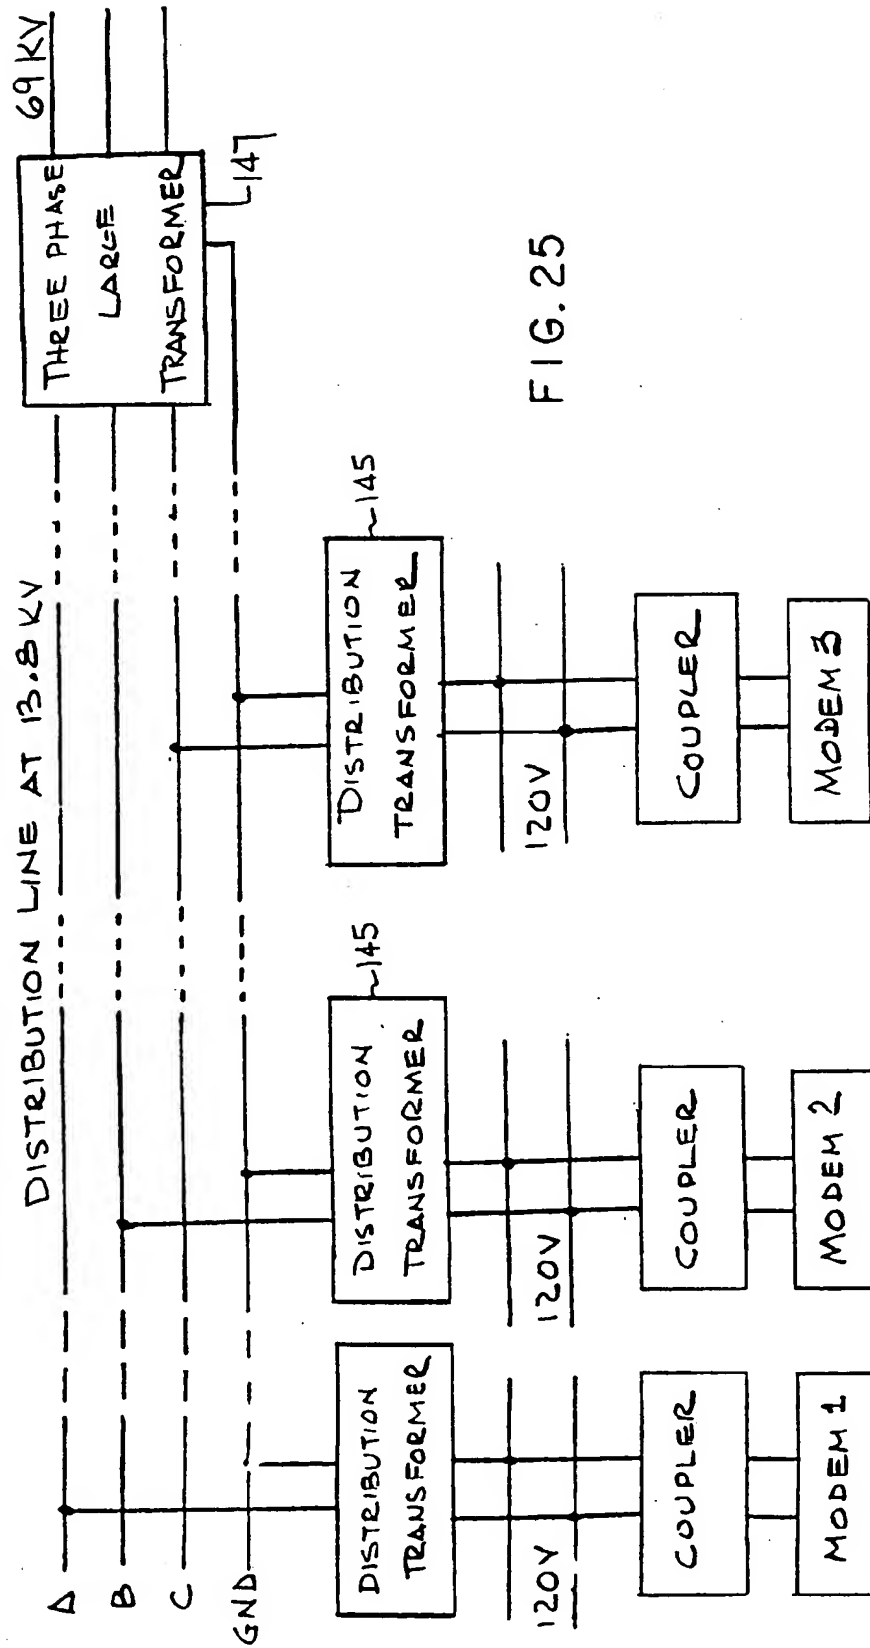 DISTRIBUTION LINE AT 13.8 KV
69 KV
A
B
C
GND
THREE PHASE
LARGE
TRANSFORMER
147
DISTRIBUTION
TRANSFORMER
120V
COUPLER
MODEM 1
DISTRIBUTION
TRANSFORMER
145
120V
COUPLER
MODEM 2
DISTRIBUTION
TRANSFORMER
145
120V
COUPLER
MODEM 3
FIG. 25